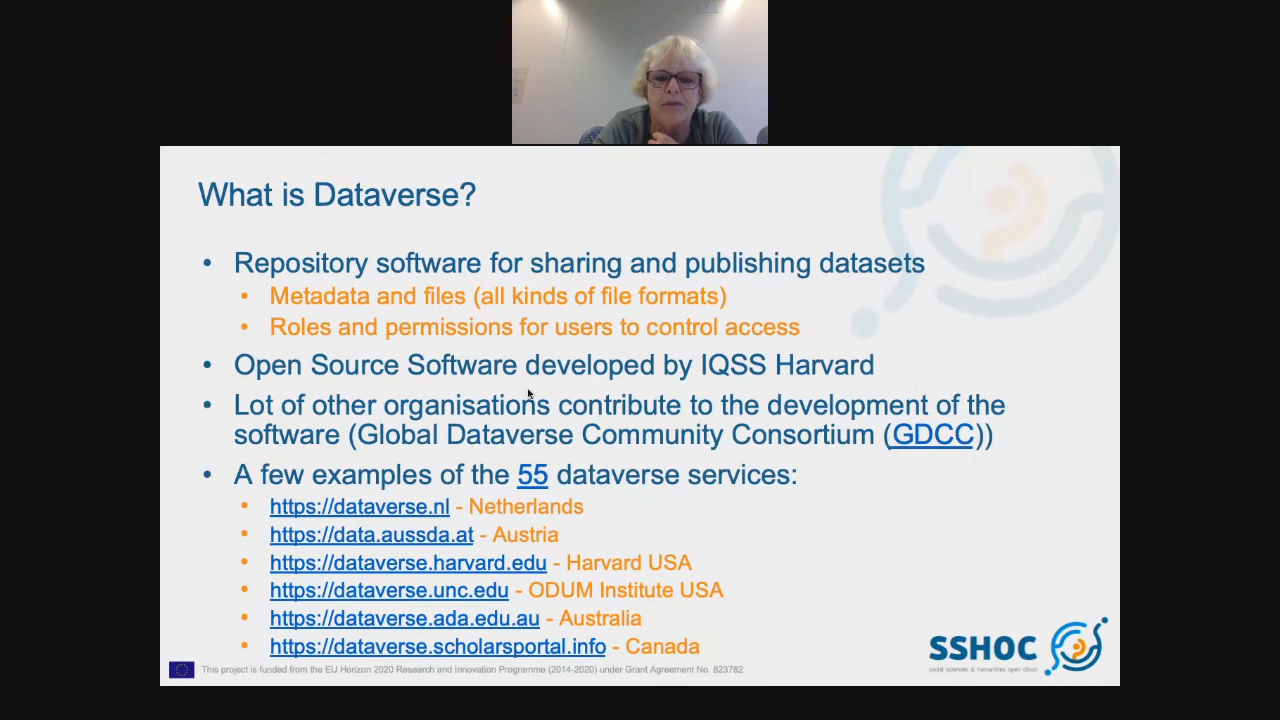 What is Dataverse?
• Repository software for sharing and publishing datasets
• Metadata and files (all kinds of file formats)
• Roles and permissions for users to control access
• Open Source Software developed by IQSS Harvard
• Lot of other organisations contribute to the development of the
software (Global Dataverse Community Consortium (GDCC))
• A few examples of the 55 dataverse services:
• https://dataverse.nl - Netherlands
• https://data.aussda.at - Austria
• https://dataverse.harvard.edu - Harvard USA
• https://dataverse.unc.edu - ODUM Institute USA
• https://dataverse.ada.edu.au - Australia
• https://dataverse.scholarsportal.info - Canada
SSHOC
social sciences & humanities open cloud
This project is funded from the EU Horizon 2020 Research and Innovation Programme (2014-2020) under Grant Agreement No. 823782